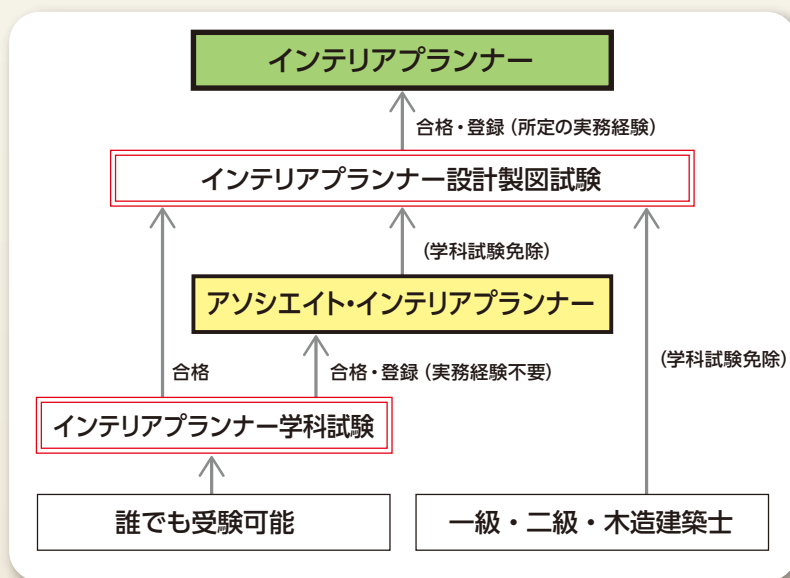 インテリアプランナー
合格・登録（所定の実務経験）
インテリアプランナー設計製図試験
（学科試験免除）
アソシエイト・インテリアプランナー
合格
合格・登録（実務経験不要）
（学科試験免除）
インテリアプランナー学科試験
誰でも受験可能
一級・二級・木造建築士